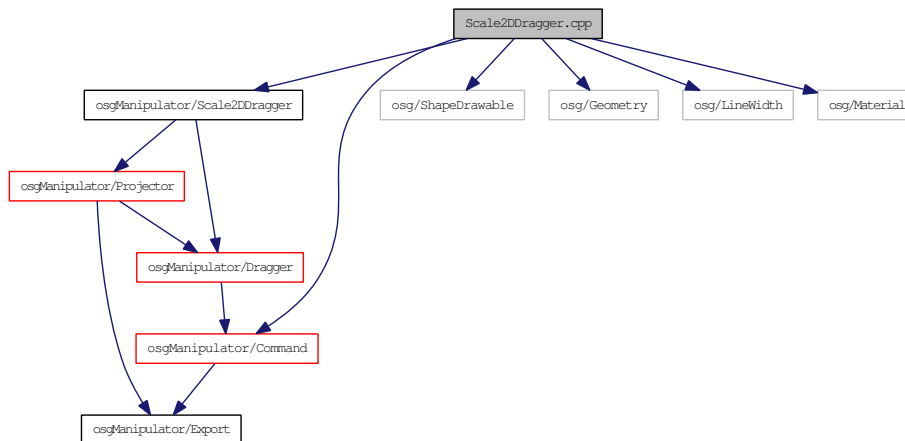 Scale2DDragger.cpp
osgManipulator/Scale2DDragger
osg/ShapeDrawable
osg/Geometry
osg/LineWidth
osg/Material
osgManipulator/Projector
osgManipulator/Dragger
osgManipulator/Command
osgManipulator/Export